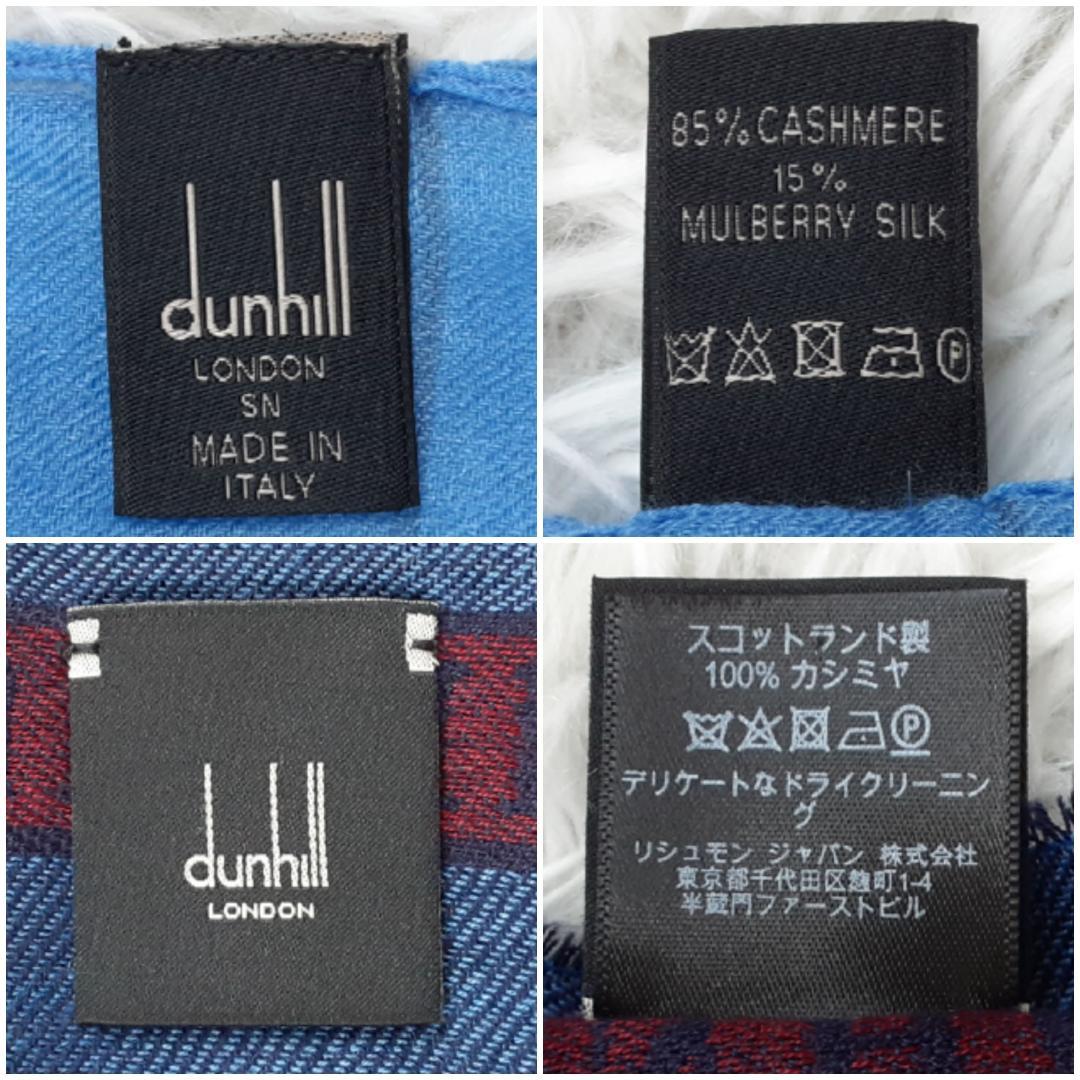 dunhill
LONDON
SN
MADE IN
ITALY
85% CASHMERE
15%
MULBERRY SILK
P
dunhill
LONDON
スコットランド製
100% カシミヤ
P
デリケートなドライクリーニン
グ
リシュモン ジャパン 株式会社
東京都千代田区麹町1-4
半蔵門ファーストビル